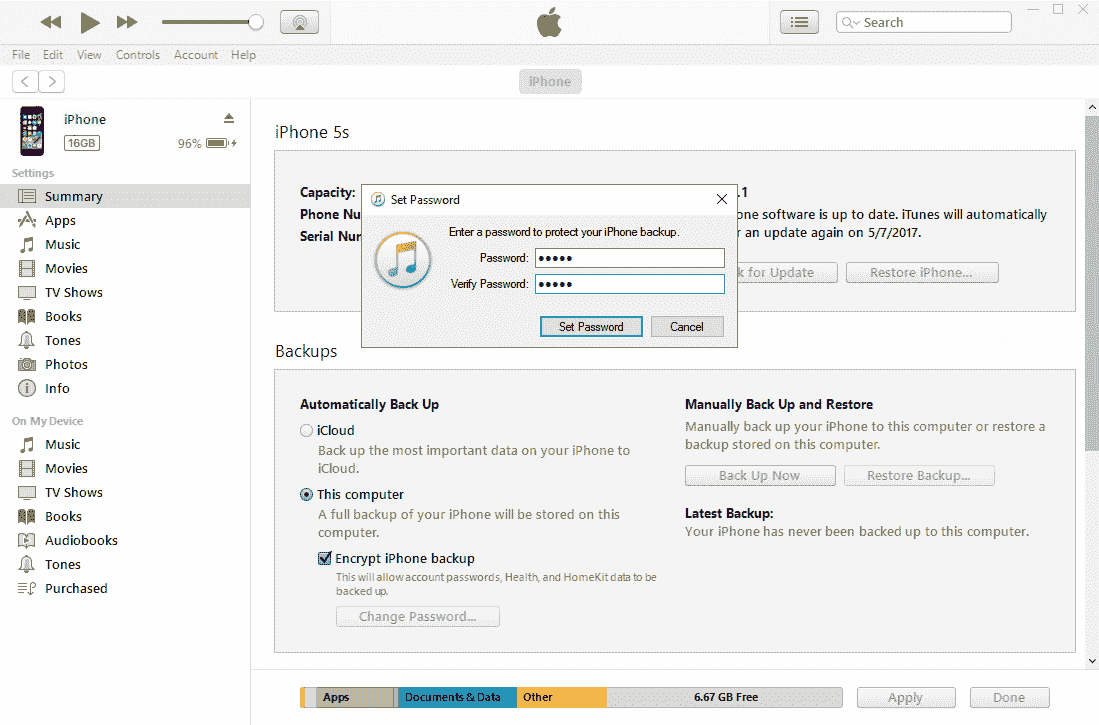 Search
File Edit View Controls Account Help
iPhone
iPhone
16GB
96%
Settings
Summary
Apps
Music
Movies
TV Shows
Books
Tones
Photos
Info
On My Device
Music
Movies
TV Shows
Books
Audiobooks
Tones
Purchased
iPhone 5s
Capacity:
Phone Nu
Serial Nur
.1
one software is up to date. iTunes will automatically
an update again on 5/7/2017.
k for Update
Restore iPhone...
Set Password
Enter a password to protect your iPhone backup.
Password: •••••
Verify Password: •••••
Set Password Cancel
Backups
Automatically Back Up
iCloud
Back up the most important data on your iPhone to
iCloud.
This computer
A full backup of your iPhone will be stored on this
computer.
Encrypt iPhone backup
This will allow account passwords, Health, and HomeKit data to be
backed up.
Change Password...
Manually Back Up and Restore
Manually back up your iPhone to this computer or restore a
backup stored on this computer.
Back Up Now Restore Backup...
Latest Backup:
Your iPhone has never been backed up to this computer.
Apps Documents & Data Other 6.67 GB Free Apply Done